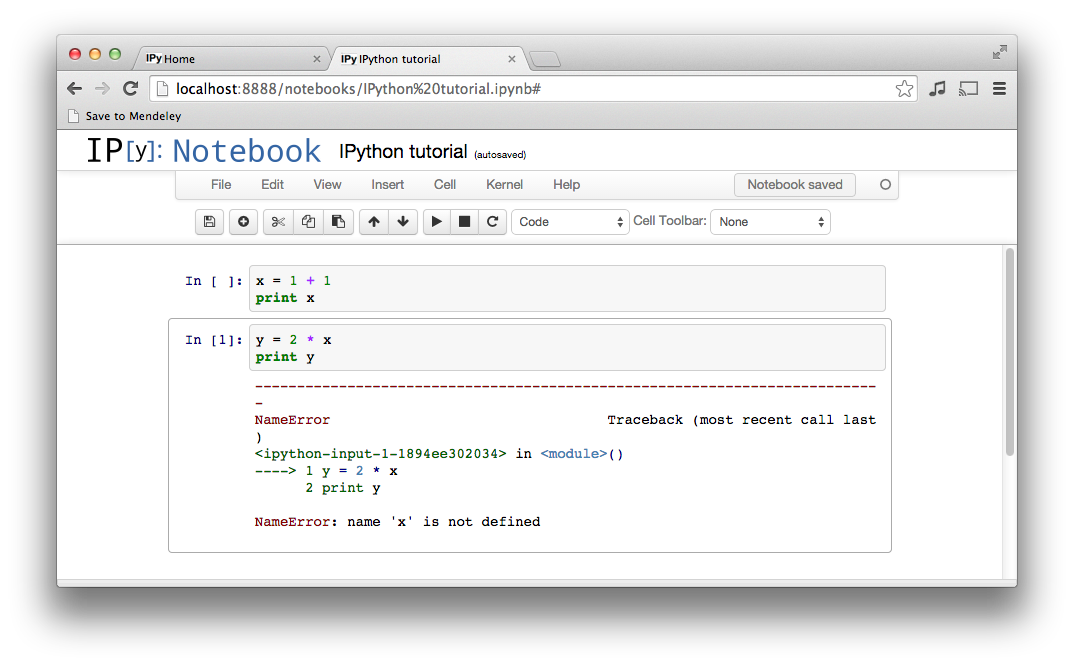 IPy Home
IPy IPython tutorial
localhost:8888/notebooks/IPython%20tutorial.ipynb#
Save to Mendeley
IP[y]: Notebook IPython tutorial (autosaved)
File Edit View Insert Cell Kernel Help Notebook saved
Code Cell Toolbar: None
In [ ]: x = 1 + 1
print x
In [1]: y = 2 * x
print y
---------------------------------------------------------------------------
NameError Traceback (most recent call last
)
<ipython-input-1-1894ee302034> in <module>()
----> 1 y = 2 * x
2 print y
NameError: name 'x' is not defined